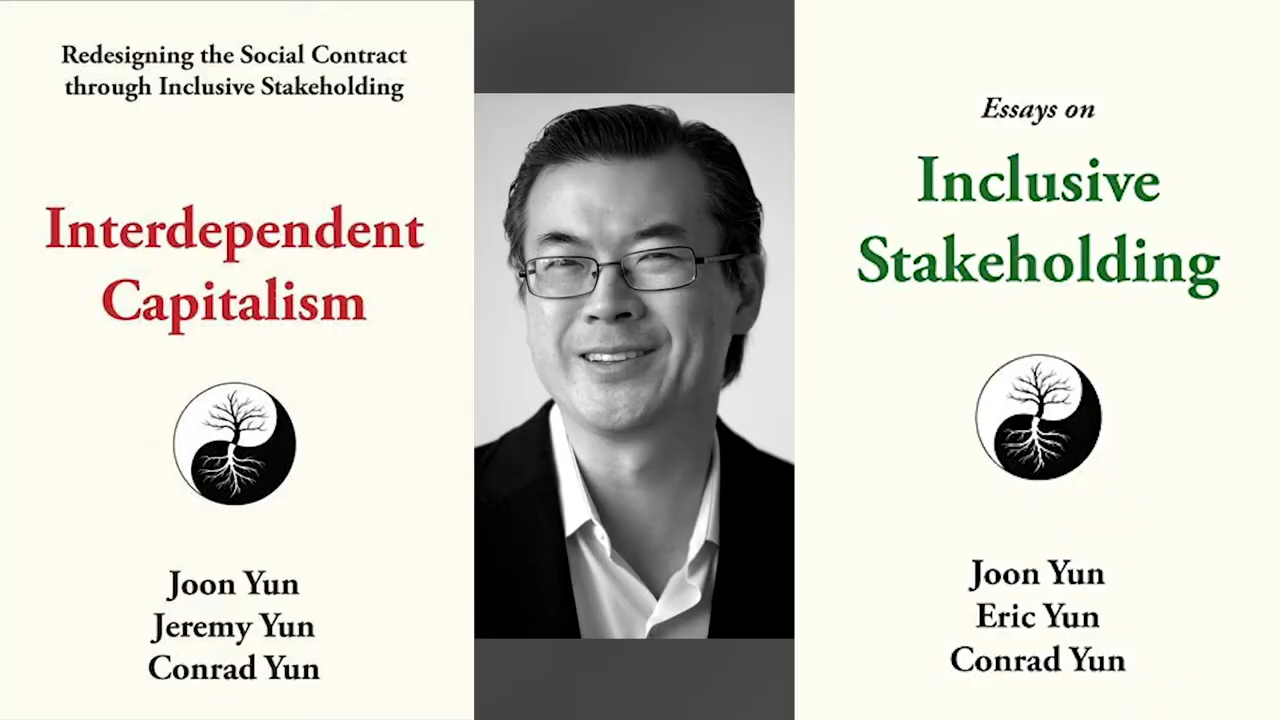 Redesigning the Social Contract
through Inclusive Stakeholding
Interdependent
Capitalism
Joon Yun
Jeremy Yun
Conrad Yun
Essays on
Inclusive
Stakeholding
Joon Yun
Eric Yun
Conrad Yun